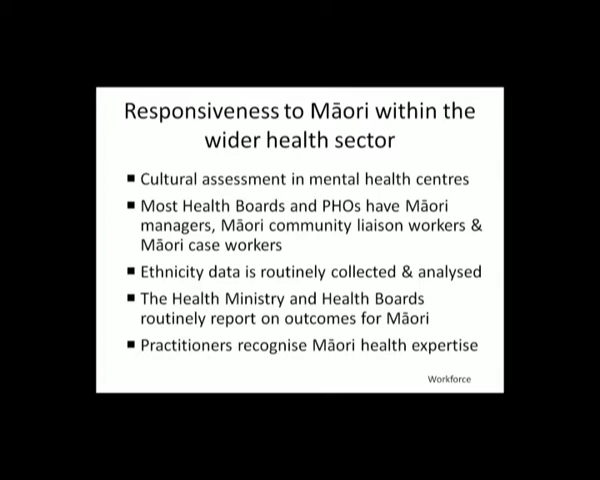 Responsiveness to Māori within the
wider health sector
▪ Cultural assessment in mental health centres
▪ Most Health Boards and PHOs have Māori
managers, Māori community liaison workers &
Māori case workers
▪ Ethnicity data is routinely collected & analysed
▪ The Health Ministry and Health Boards
routinely report on outcomes for Māori
▪ Practitioners recognise Māori health expertise
Workforce